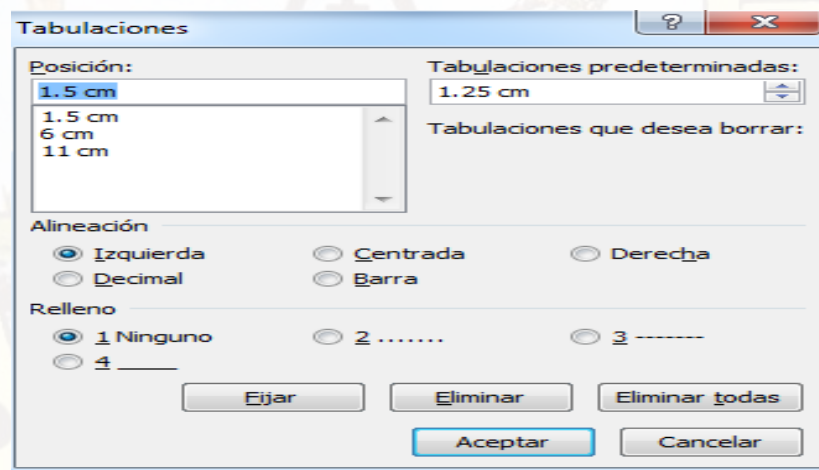 Tabulaciones
Posición:
1.5 cm
1.5 cm
6 cm
11 cm
Tabulaciones predeterminadas:
1.25 cm
Tabulaciones que desea borrar:
Alineación
Izquierda
Centrada
Derecha
Decimal
Barra
Relleno
1 Ninguno
2 .......
3 -------
4 _____
Fijar
Eliminar
Eliminar todas
Aceptar
Cancelar